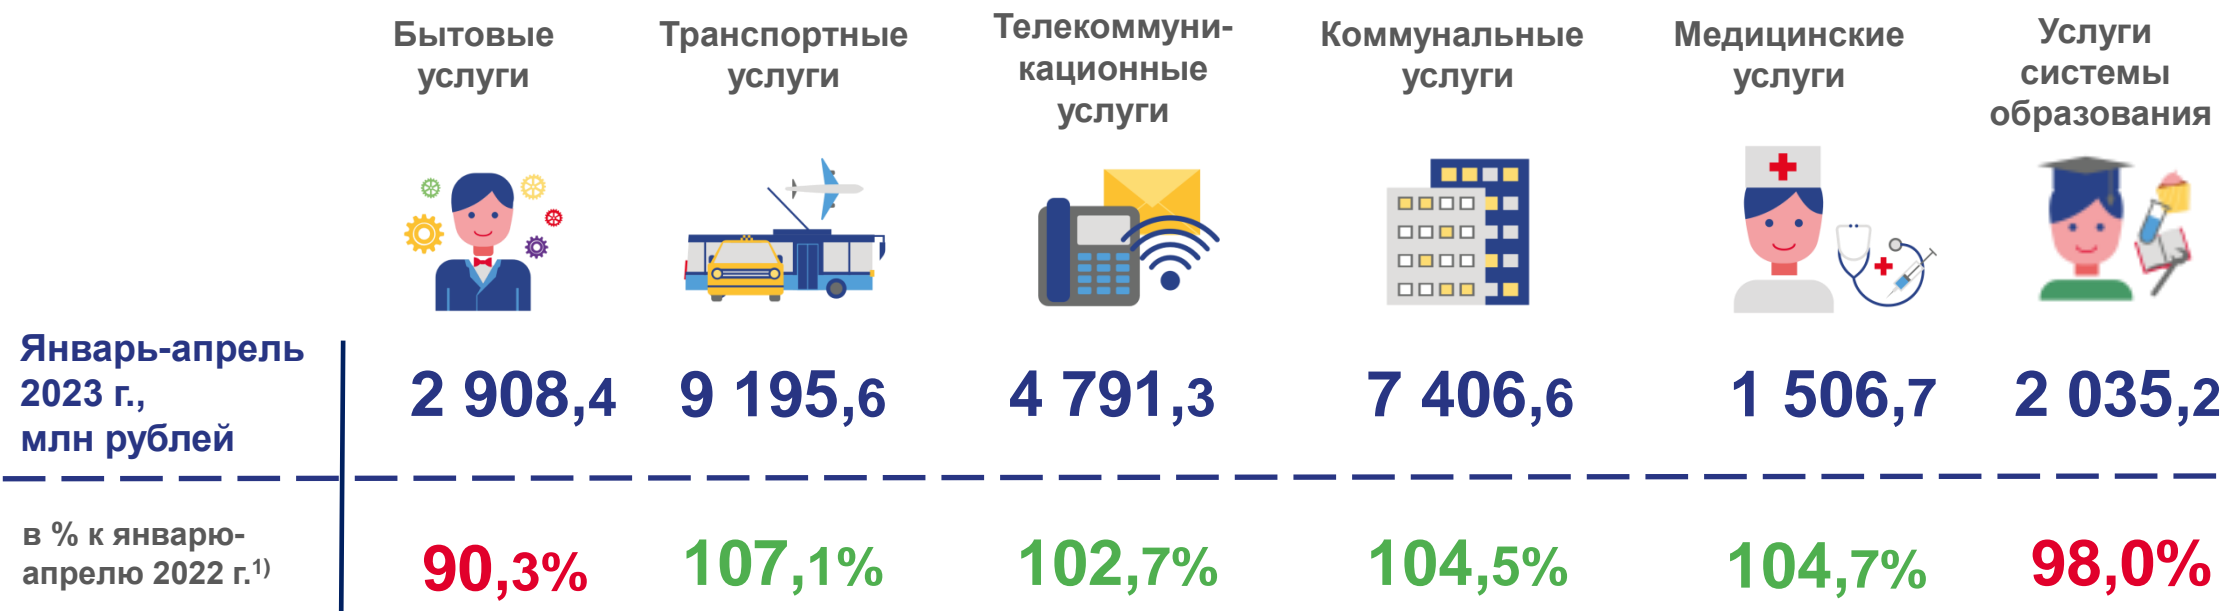 Бытовые
услуги
Транспортные
услуги
Телекоммуни-
кационные
услуги
Коммунальные
услуги
Медицинские
услуги
Услуги
системы
образования
Январь-апрель
2023 г.,
млн рублей
2 908,4
9 195,6
4 791,3
7 406,6
1 506,7
2 035,2
в % к январю-
апрелю 2022 г.¹⁾
90,3%
107,1%
102,7%
104,5%
104,7%
98,0%